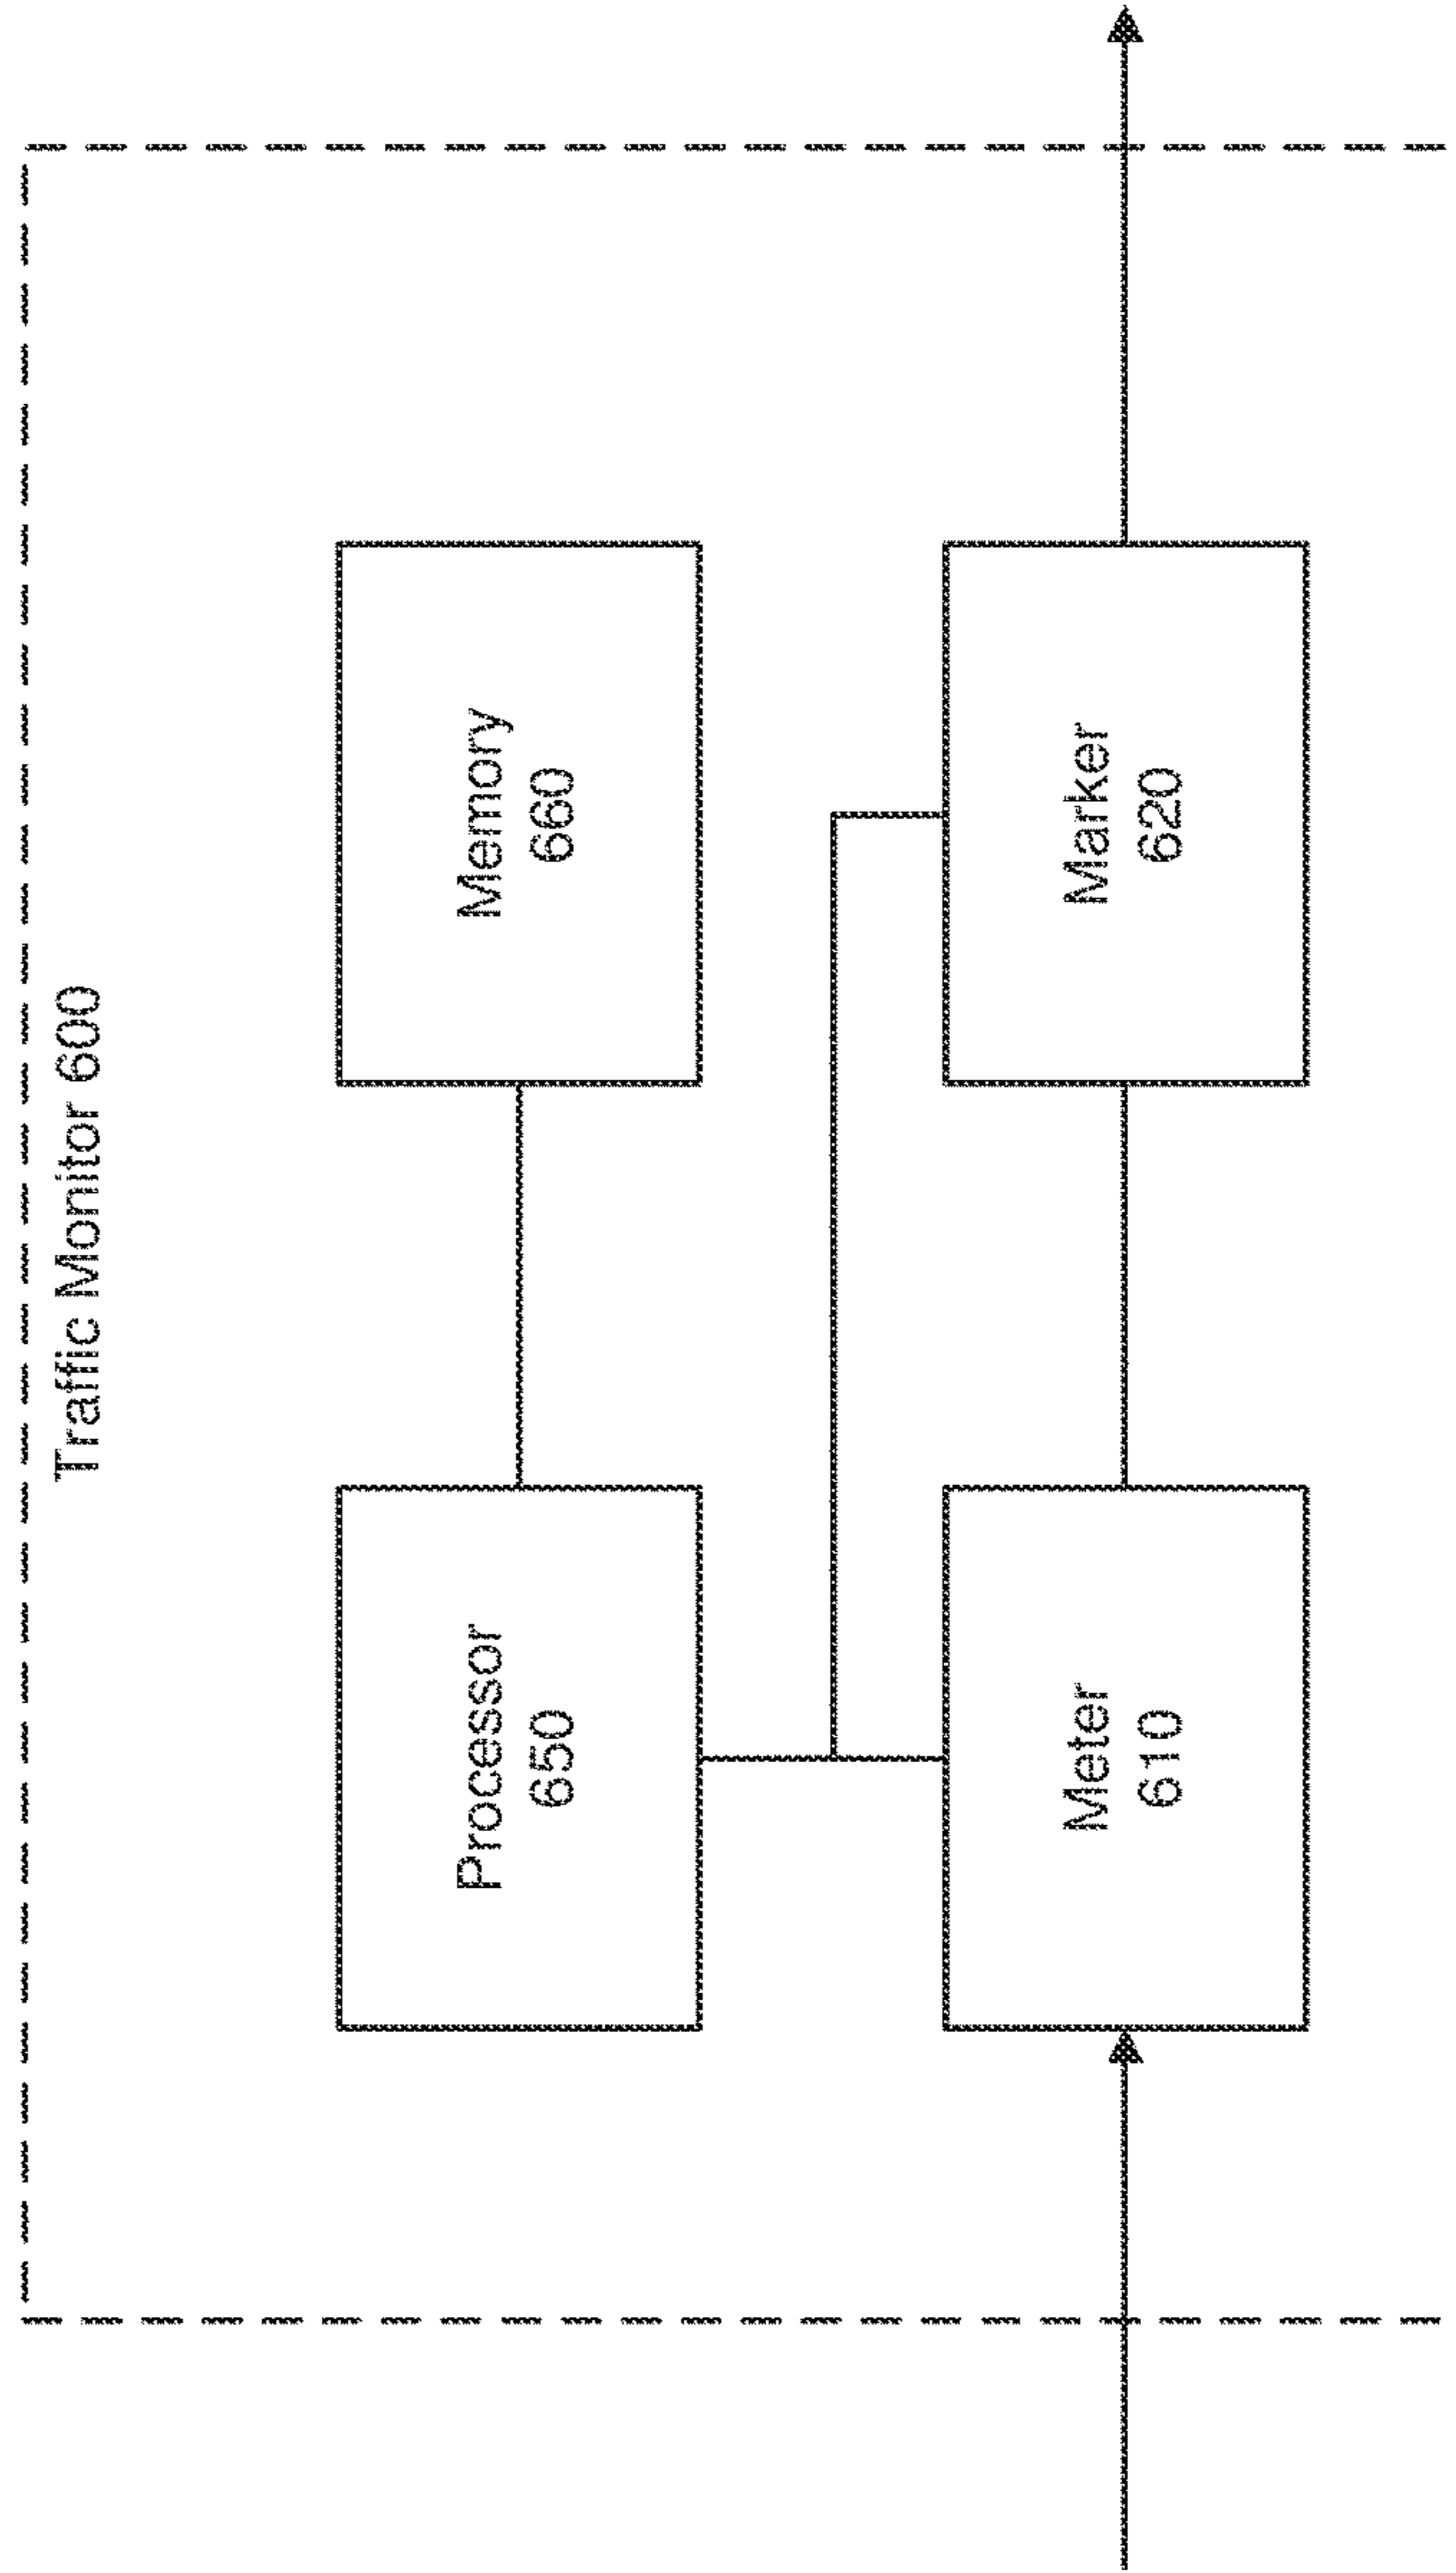 Traffic Monitor 600
Processor
650
Memory
660
Meter
610
Marker
620